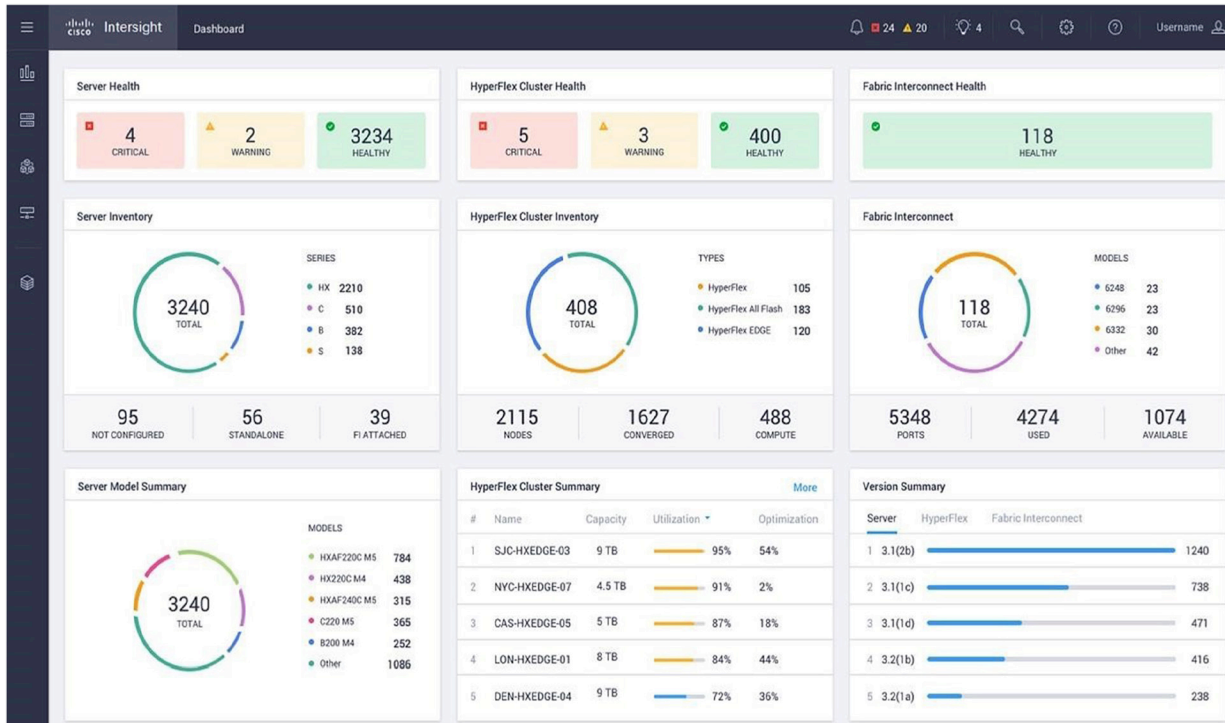 cisco Intersight Dashboard 24 20 4 Username
Server Health
4 CRITICAL
2 WARNING
3234 HEALTHY
HyperFlex Cluster Health
5 CRITICAL
3 WARNING
400 HEALTHY
Fabric Interconnect Health
118 HEALTHY
Server Inventory
3240
TOTAL
SERIES
HX 2210
C 510
B 382
S 138
95 NOT CONFIGURED
56 STANDALONE
39 FI ATTACHED
HyperFlex Cluster Inventory
408
TOTAL
TYPES
HyperFlex 105
HyperFlex All Flash 183
HyperFlex EDGE 120
2115 NODES
1627 CONVERGED
488 COMPUTE
Fabric Interconnect
118
TOTAL
MODELS
6248 23
6296 23
6332 30
Other 42
5348 PORTS
4274 USED
1074 AVAILABLE
Server Model Summary
3240
TOTAL
MODELS
HXAF220C M5 784
HX220C M4 438
HXAF240C M5 315
C220 M5 365
B200 M4 252
Other 1086
HyperFlex Cluster Summary More
# Name Capacity Utilization Optimization
1 SJC-HXEDGE-03 9 TB 95% 54%
2 NYC-HXEDGE-07 4.5 TB 91% 2%
3 CAS-HXEDGE-05 5 TB 87% 18%
4 LON-HXEDGE-01 8 TB 84% 44%
5 DEN-HXEDGE-04 9 TB 72% 36%
Version Summary
Server HyperFlex Fabric Interconnect
1 3.1(2b) 1240
2 3.1(1c) 738
3 3.1(1d) 471
4 3.2(1b) 416
5 3.2(1a) 238